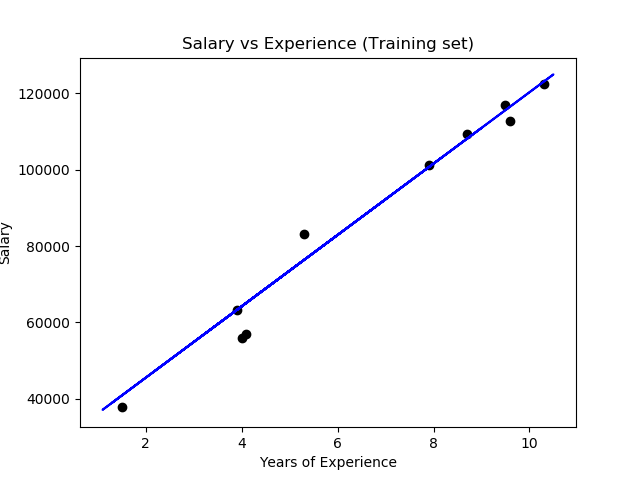 Salary vs Experience (Training set)
120000
100000
80000
60000
40000
Salary
2 4 6 8 10
Years of Experience